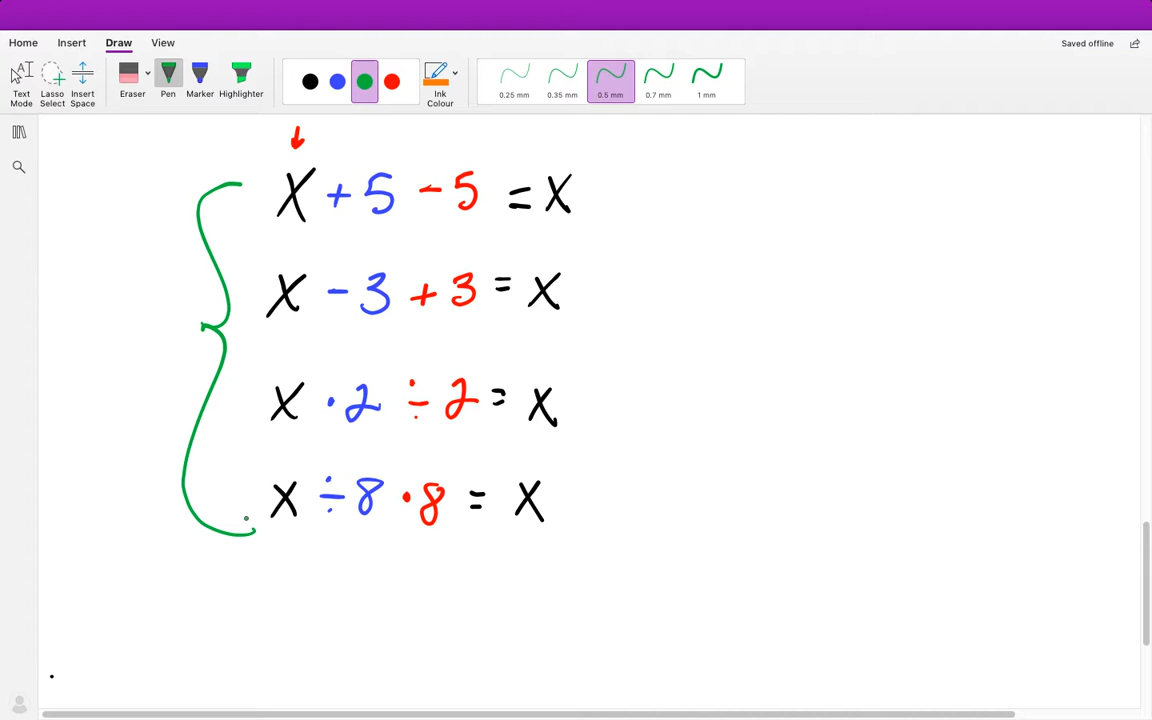 Home Insert Draw View Saved offline
Text Mode Lasso Select Insert Space Eraser Pen Marker Highlighter Ink Colour 0.25 mm 0.35 mm 0.5 mm 0.7 mm 1 mm
X + 5 - 5 = X
X - 3 + 3 = X
X · 2 ÷ 2 = X
X ÷ 8 · 8 = X